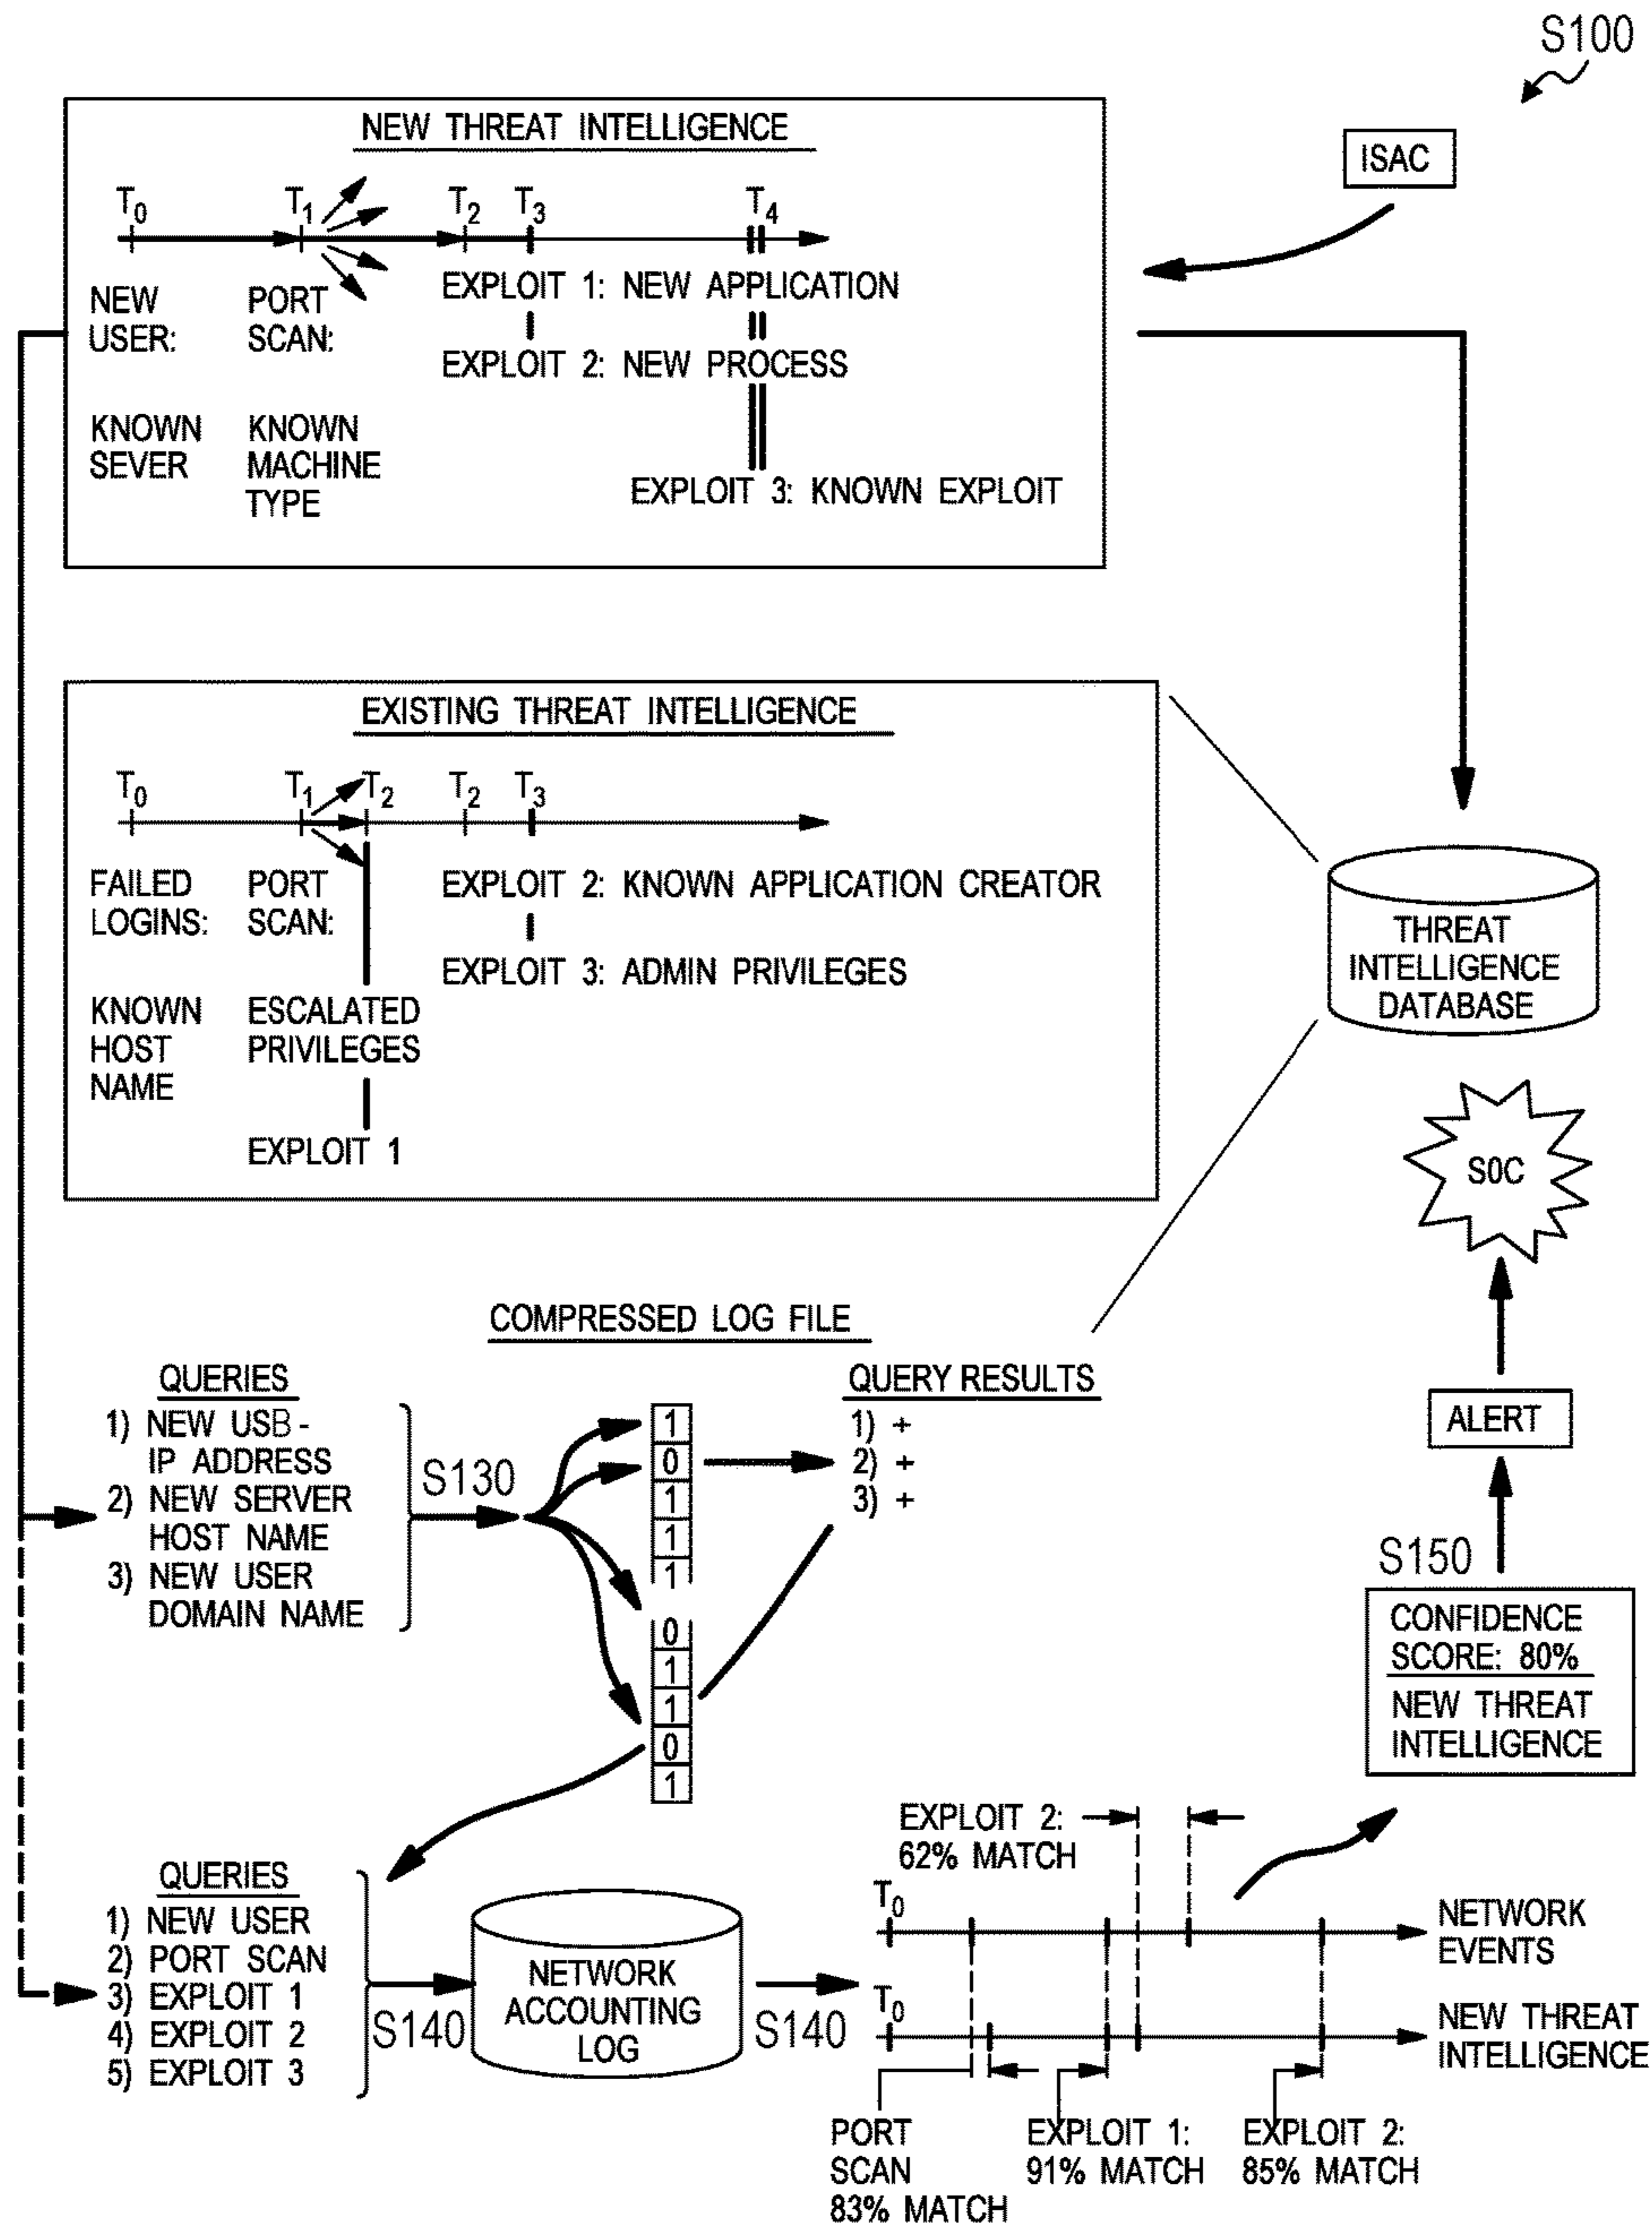 S100
NEW THREAT INTELLIGENCE
ISAC
T0 T1 T2 T3 T4
NEW
USER:
PORT
SCAN:
EXPLOIT 1: NEW APPLICATION
EXPLOIT 2: NEW PROCESS
KNOWN
SEVER
KNOWN
MACHINE
TYPE
EXPLOIT 3: KNOWN EXPLOIT
EXISTING THREAT INTELLIGENCE
T0 T1 T2 T2 T3
FAILED
LOGINS:
PORT
SCAN:
EXPLOIT 2: KNOWN APPLICATION CREATOR
EXPLOIT 3: ADMIN PRIVILEGES
KNOWN
HOST
NAME
ESCALATED
PRIVILEGES
EXPLOIT 1
THREAT
INTELLIGENCE
DATABASE
S0C
COMPRESSED LOG FILE
QUERIES
1) NEW USB-
IP ADDRESS
2) NEW SERVER
HOST NAME
3) NEW USER
DOMAIN NAME
S130
1
0
1
1
1
0
1
1
0
1
QUERY RESULTS
1) +
2) +
3) +
ALERT
S150
CONFIDENCE
SCORE: 80%
NEW THREAT
INTELLIGENCE
QUERIES
1) NEW USER
2) PORT SCAN
3) EXPLOIT 1
4) EXPLOIT 2
5) EXPLOIT 3
S140
NETWORK
ACCOUNTING
LOG
S140
EXPLOIT 2:
62% MATCH
T0
NETWORK
EVENTS
T0
NEW THREAT
INTELLIGENCE
PORT
SCAN
83% MATCH
EXPLOIT 1:
91% MATCH
EXPLOIT 2:
85% MATCH